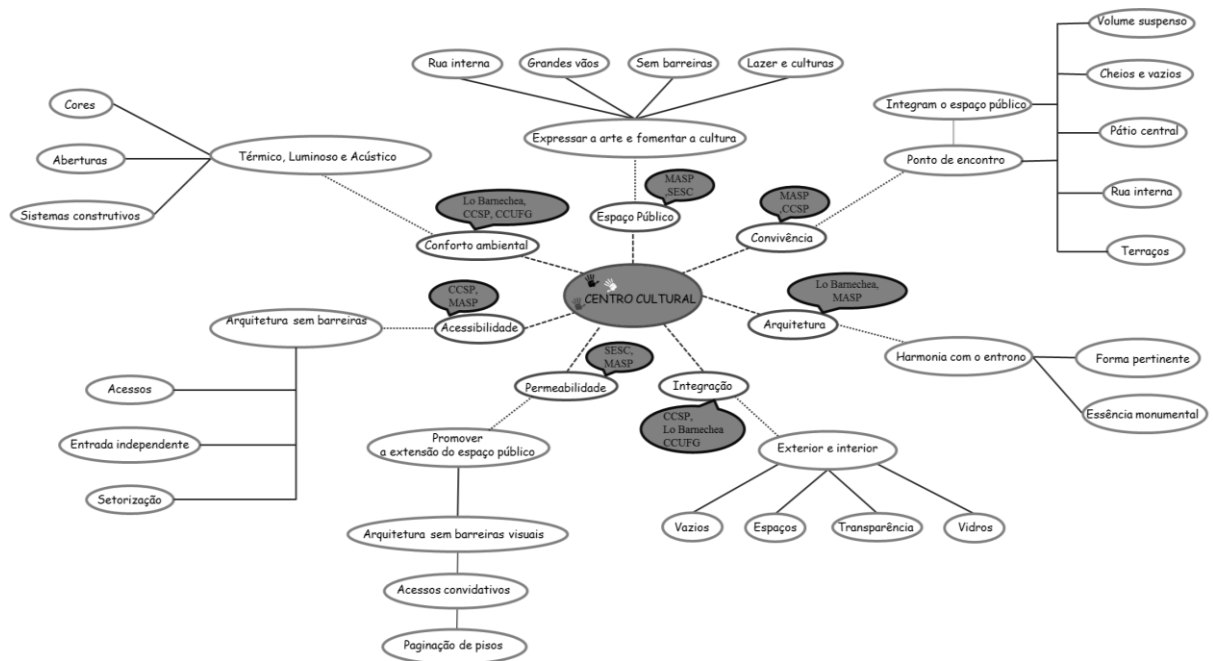 Volume suspenso
Cheios e vazios
Pátio central
Rua interna
Terraços
Integram o espaço público
Ponto de encontro
MASP
,CCSP
Convivência
Rua interna
Grandes vãos
Sem barreiras
Lazer e culturas
Expressar a arte e fomentar a cultura
MASP
,SESC
Espaço Público
Cores
Aberturas
Sistemas construtivos
Térmico, Luminoso e Acústico
Lo Barnechea,
CCSP, CCUFG
Conforto ambiental
CENTRO CULTURAL
CCSP,
MASP
Acessibilidade
Arquitetura sem barreiras
Acessos
Entrada independente
Setorização
Lo Barnechea,
MASP
Arquitetura
Harmonia com o entrono
Forma pertinente
Essência monumental
SESC,
MASP
Permeabilidade
Promover
a extensão do espaço público
Arquitetura sem barreiras visuais
Acessos convidativos
Paginação de pisos
Integração
CCSP,
Lo Barnechea
CCUFG
Exterior e interior
Vazios
Espaços
Transparência
Vidros